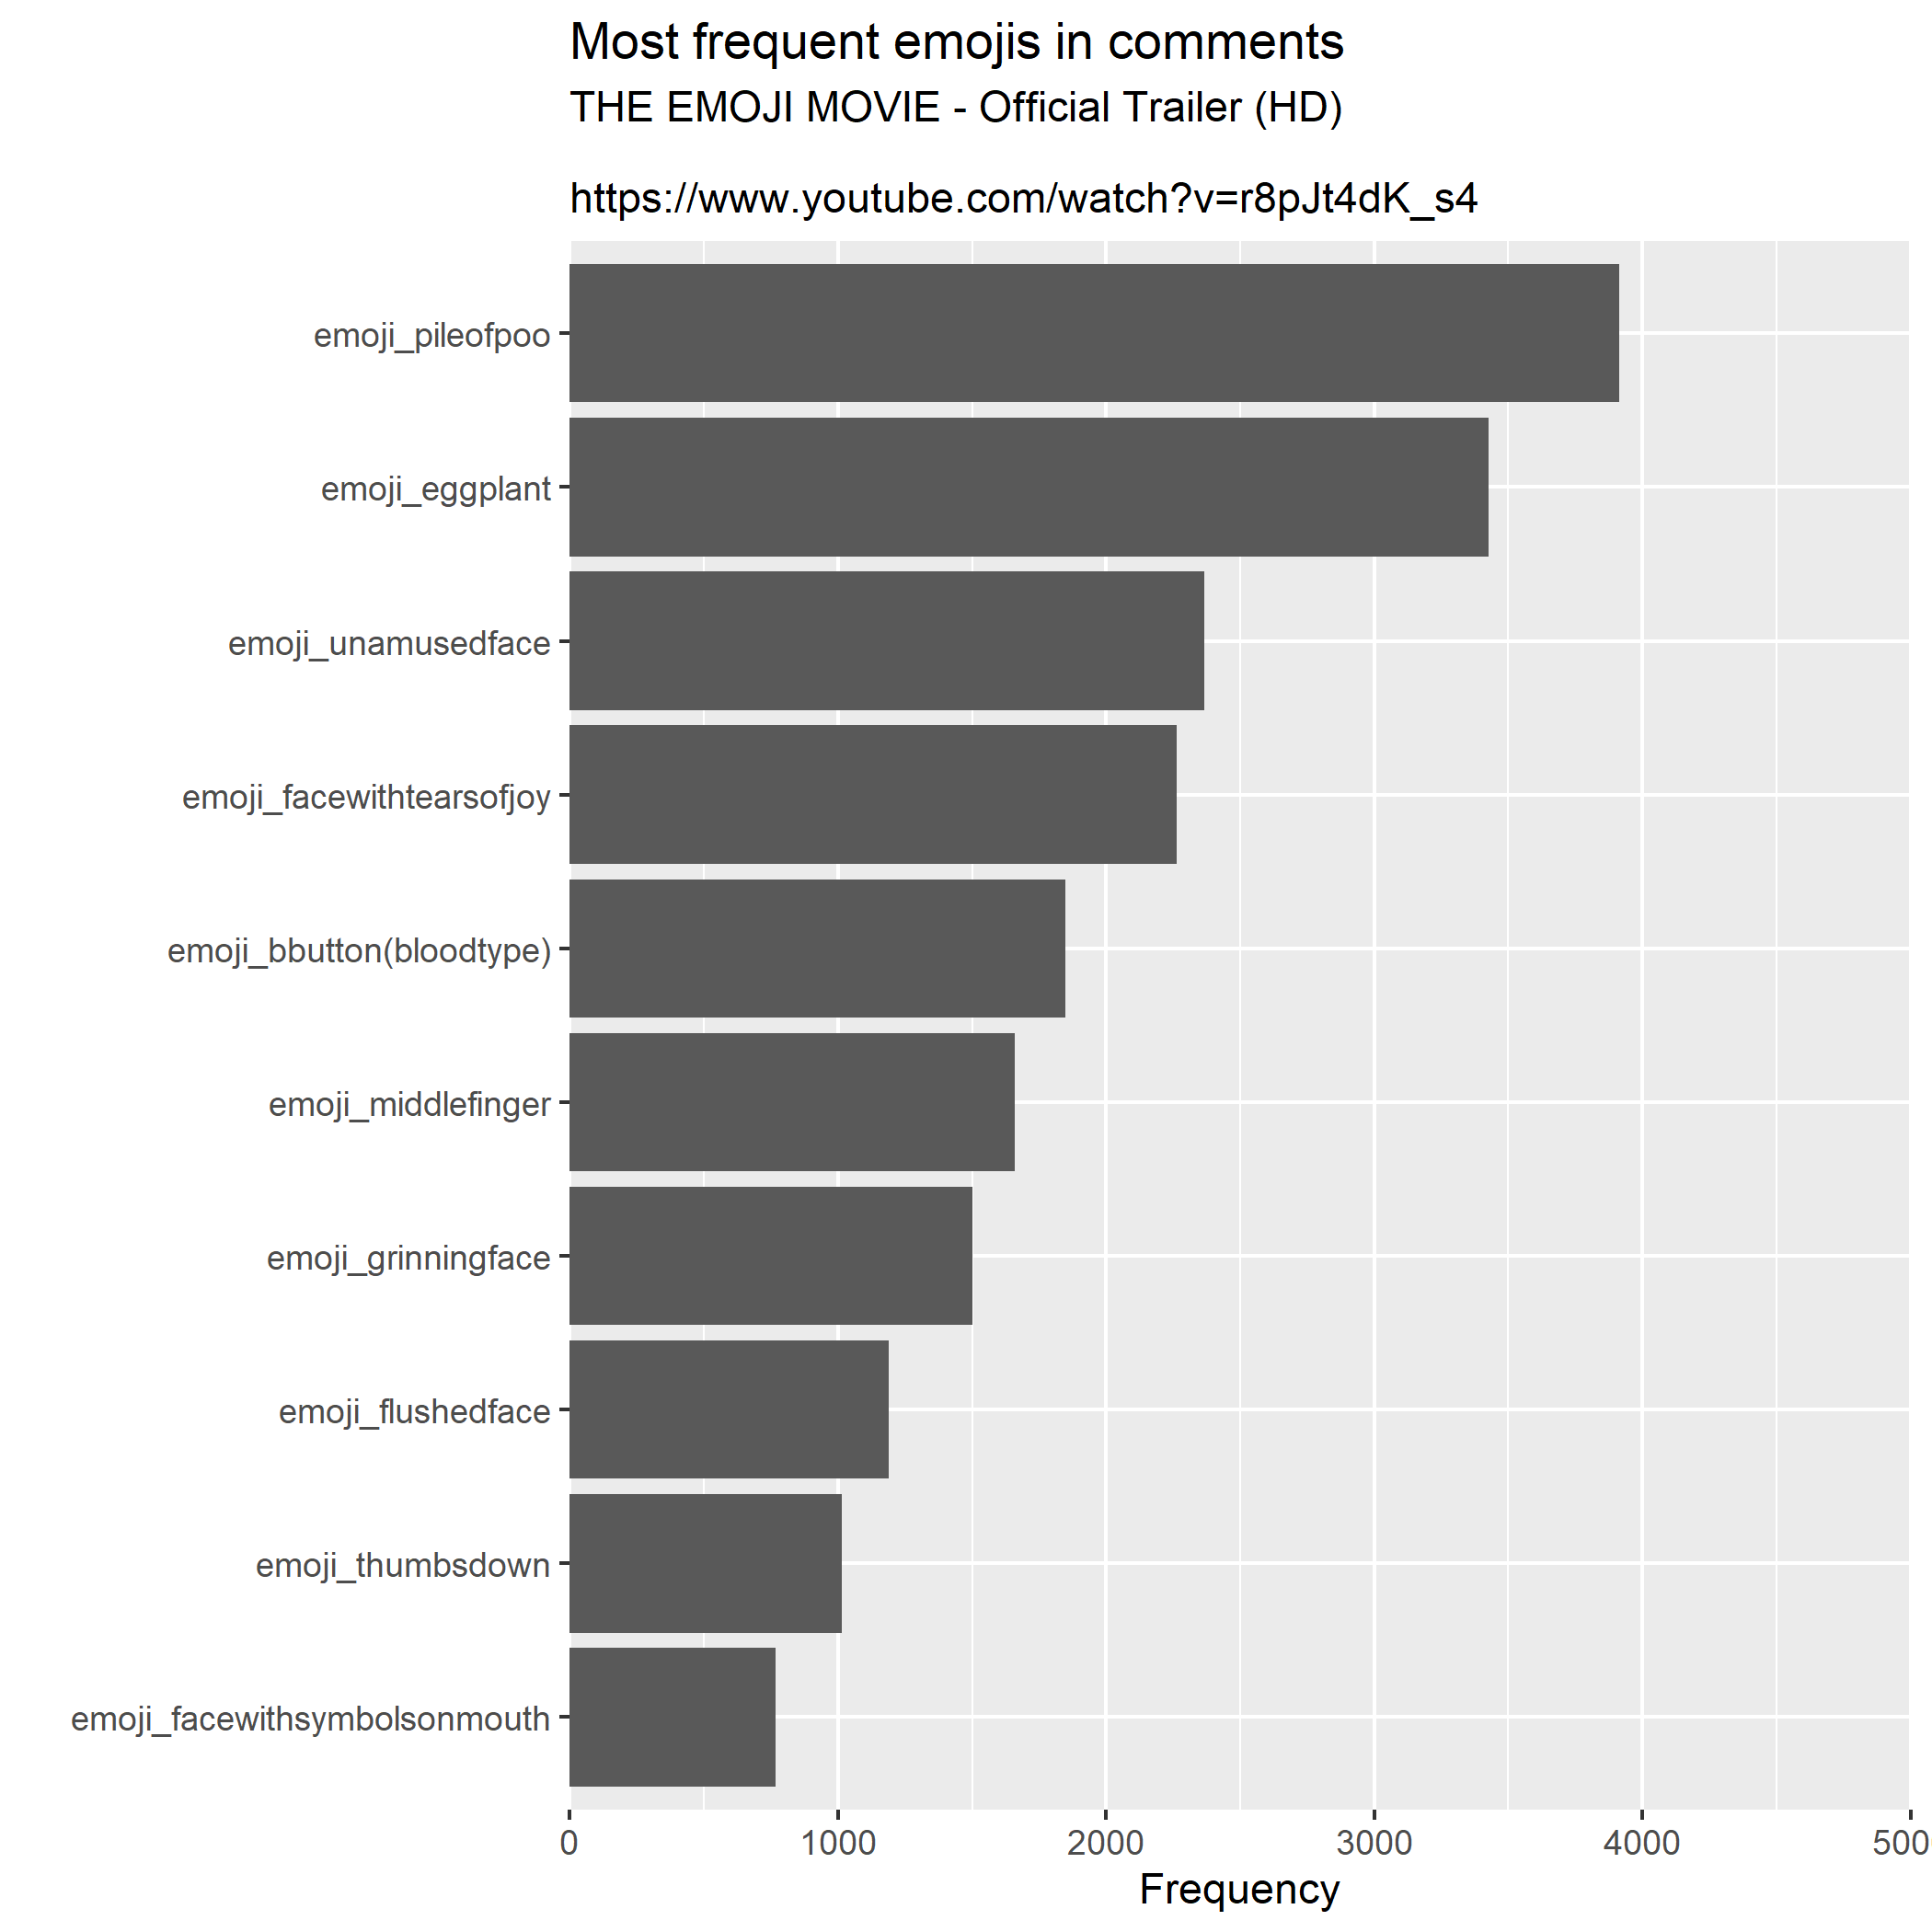 Most frequent emojis in comments
THE EMOJI MOVIE - Official Trailer (HD)
https://www.youtube.com/watch?v=r8pJt4dK_s4
emoji_pileofpoo
emoji_eggplant
emoji_unamusedface
emoji_facewithtearsofjoy
emoji_bbutton(bloodtype)
emoji_middlefinger
emoji_grinningface
emoji_flushedface
emoji_thumbsdown
emoji_facewithsymbolsonmouth
0 1000 2000 3000 4000 500
Frequency